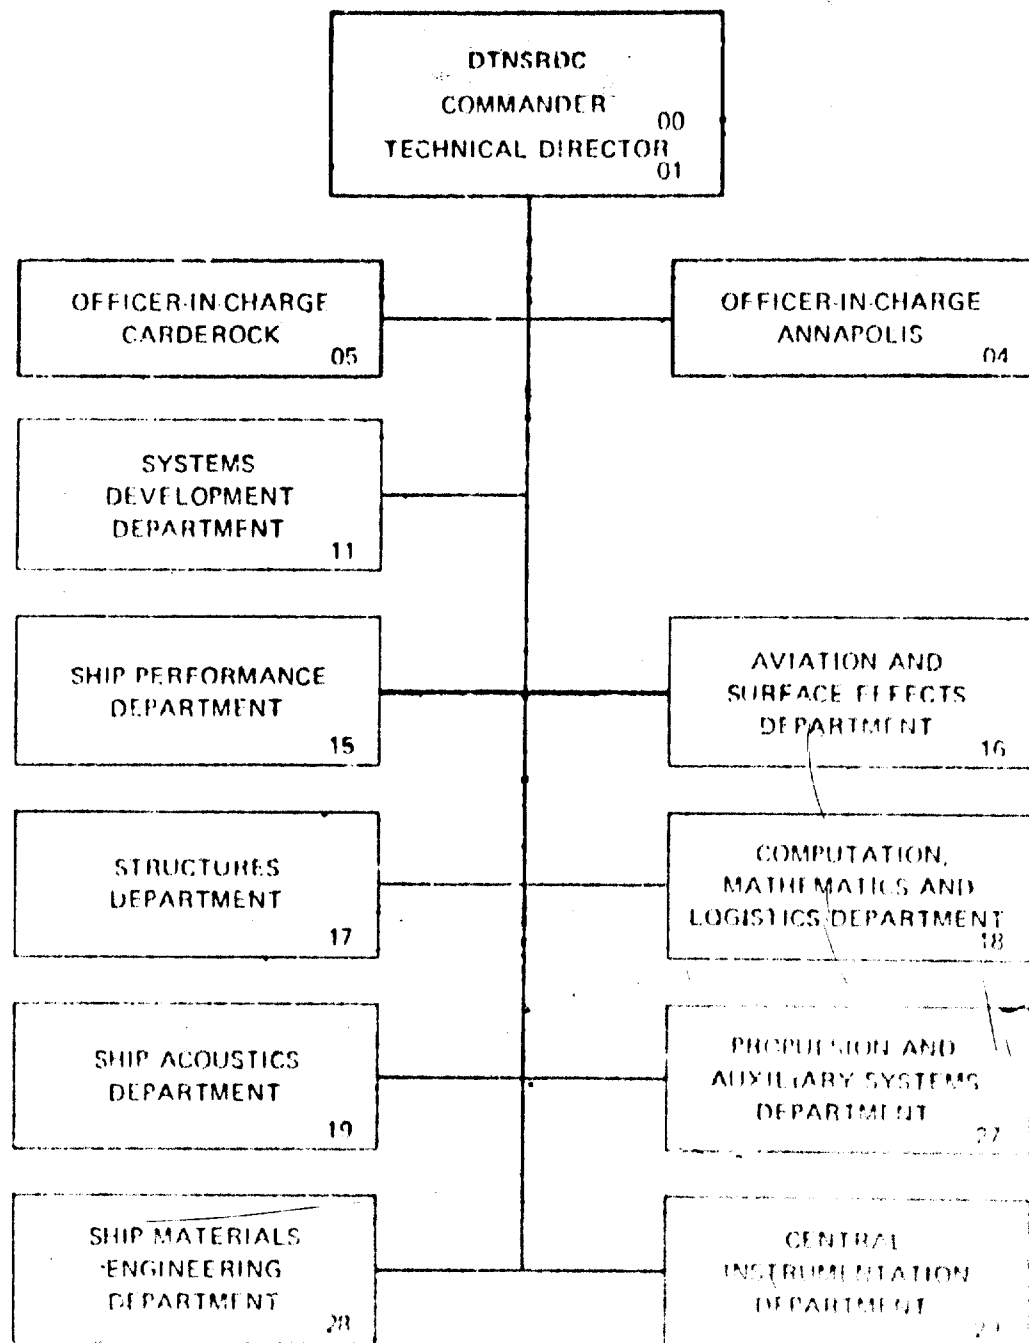 DTNSRDC
COMMANDER
00
TECHNICAL DIRECTOR
01
OFFICER-IN-CHARGE
CARDEROCK
05
OFFICER-IN-CHARGE
ANNAPOLIS
04
SYSTEMS
DEVELOPMENT
DEPARTMENT
11
SHIP PERFORMANCE
DEPARTMENT
15
AVIATION AND
SURFACE EFFECTS
DEPARTMENT
16
STRUCTURES
DEPARTMENT
17
COMPUTATION,
MATHEMATICS AND
LOGISTICS DEPARTMENT
18
SHIP ACOUSTICS
DEPARTMENT
19
PROPULSION AND
AUXILIARY SYSTEMS
DEPARTMENT
27
SHIP MATERIALS
ENGINEERING
DEPARTMENT
28
CENTRAL
INSTRUMENTATION
DEPARTMENT
29